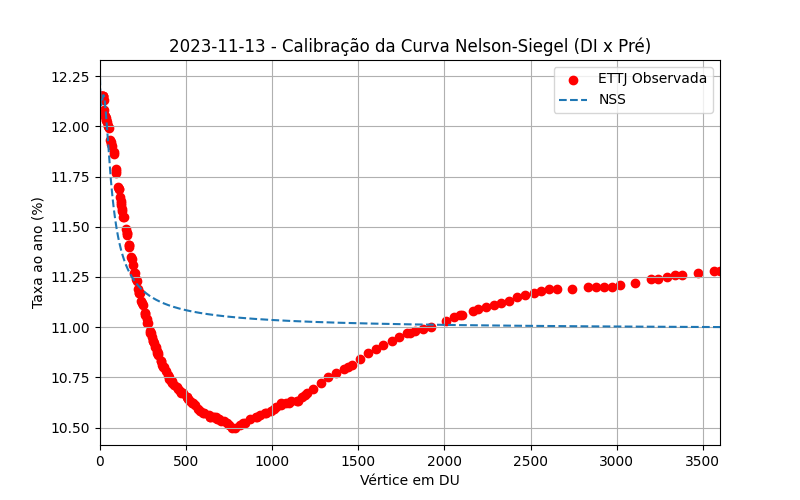 2023-11-13 - Calibração da Curva Nelson-Siegel (DI x Pré)
ETTJ Observada
NSS
Taxa ao ano (%)
12.25
12.00
11.75
11.50
11.25
11.00
10.75
10.50
0 500 1000 1500 2000 2500 3000 3500
Vértice em DU